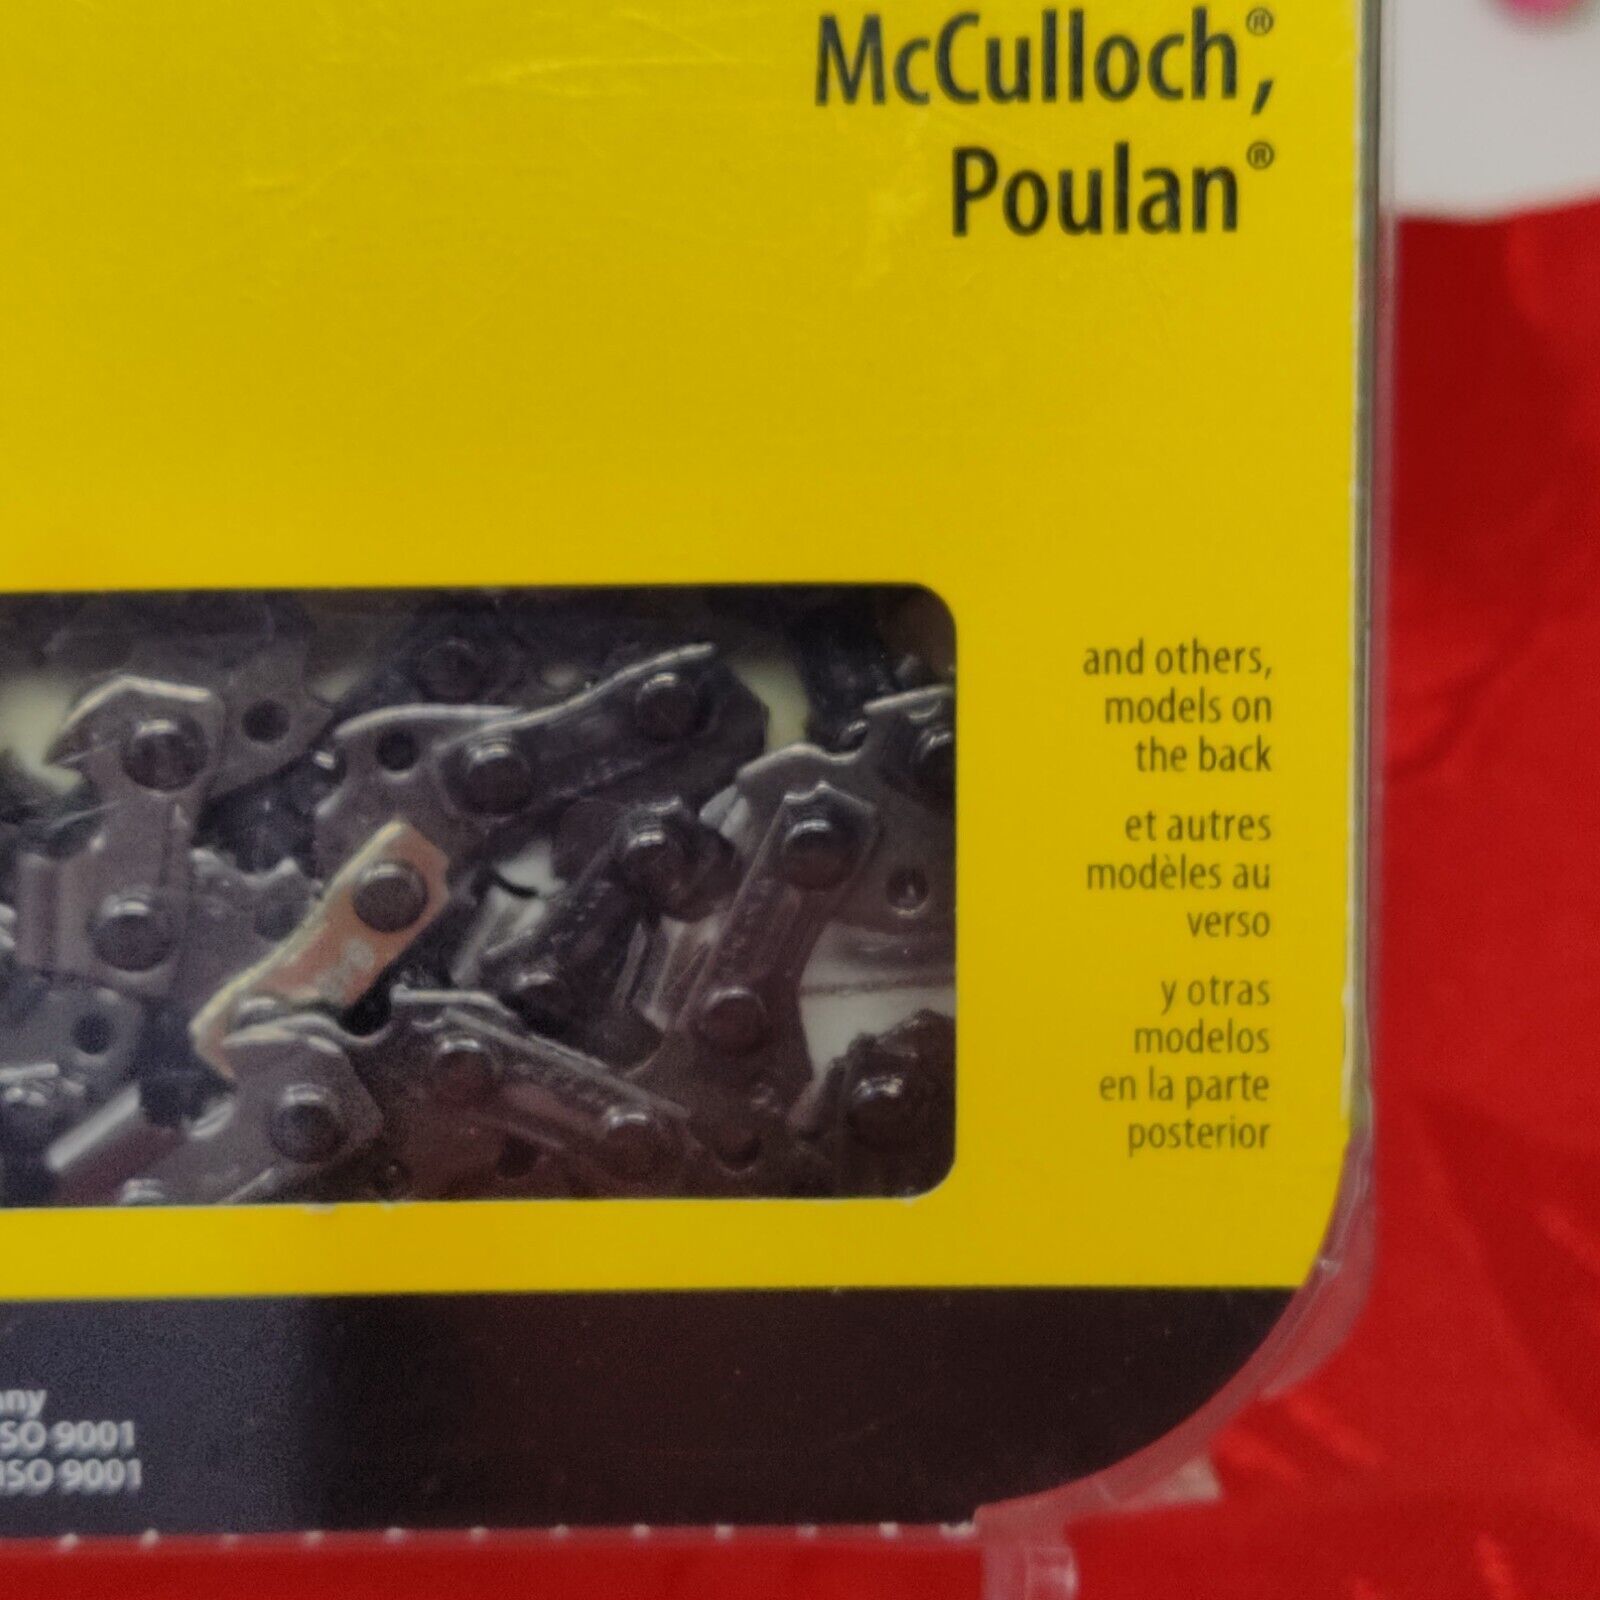 McCulloch®,
Poulan®
and others,
models on
the back
et autres
modèles au
verso
y otras
modelos
en la parte
posterior
ISO 9001
ISO 9001